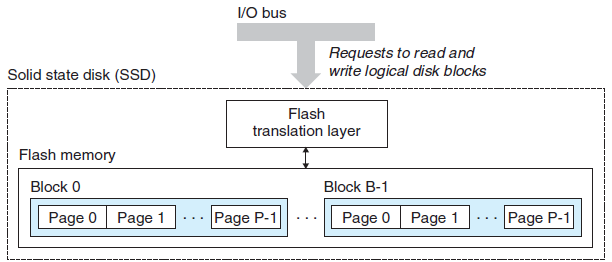 I/O bus
Requests to read and
write logical disk blocks
Solid state disk (SSD)
Flash
translation layer
Flash memory
Block 0
Block B-1
Page 0 Page 1 · · · Page P-1 · · · Page 0 Page 1 · · · Page P-1